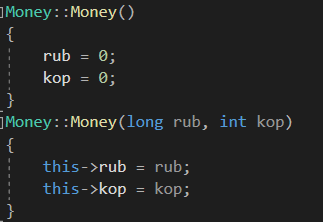 Money::Money()
{
    rub = 0;
    kop = 0;
}
Money::Money(long rub, int kop)
{
    this->rub = rub;
    this->kop = kop;
}